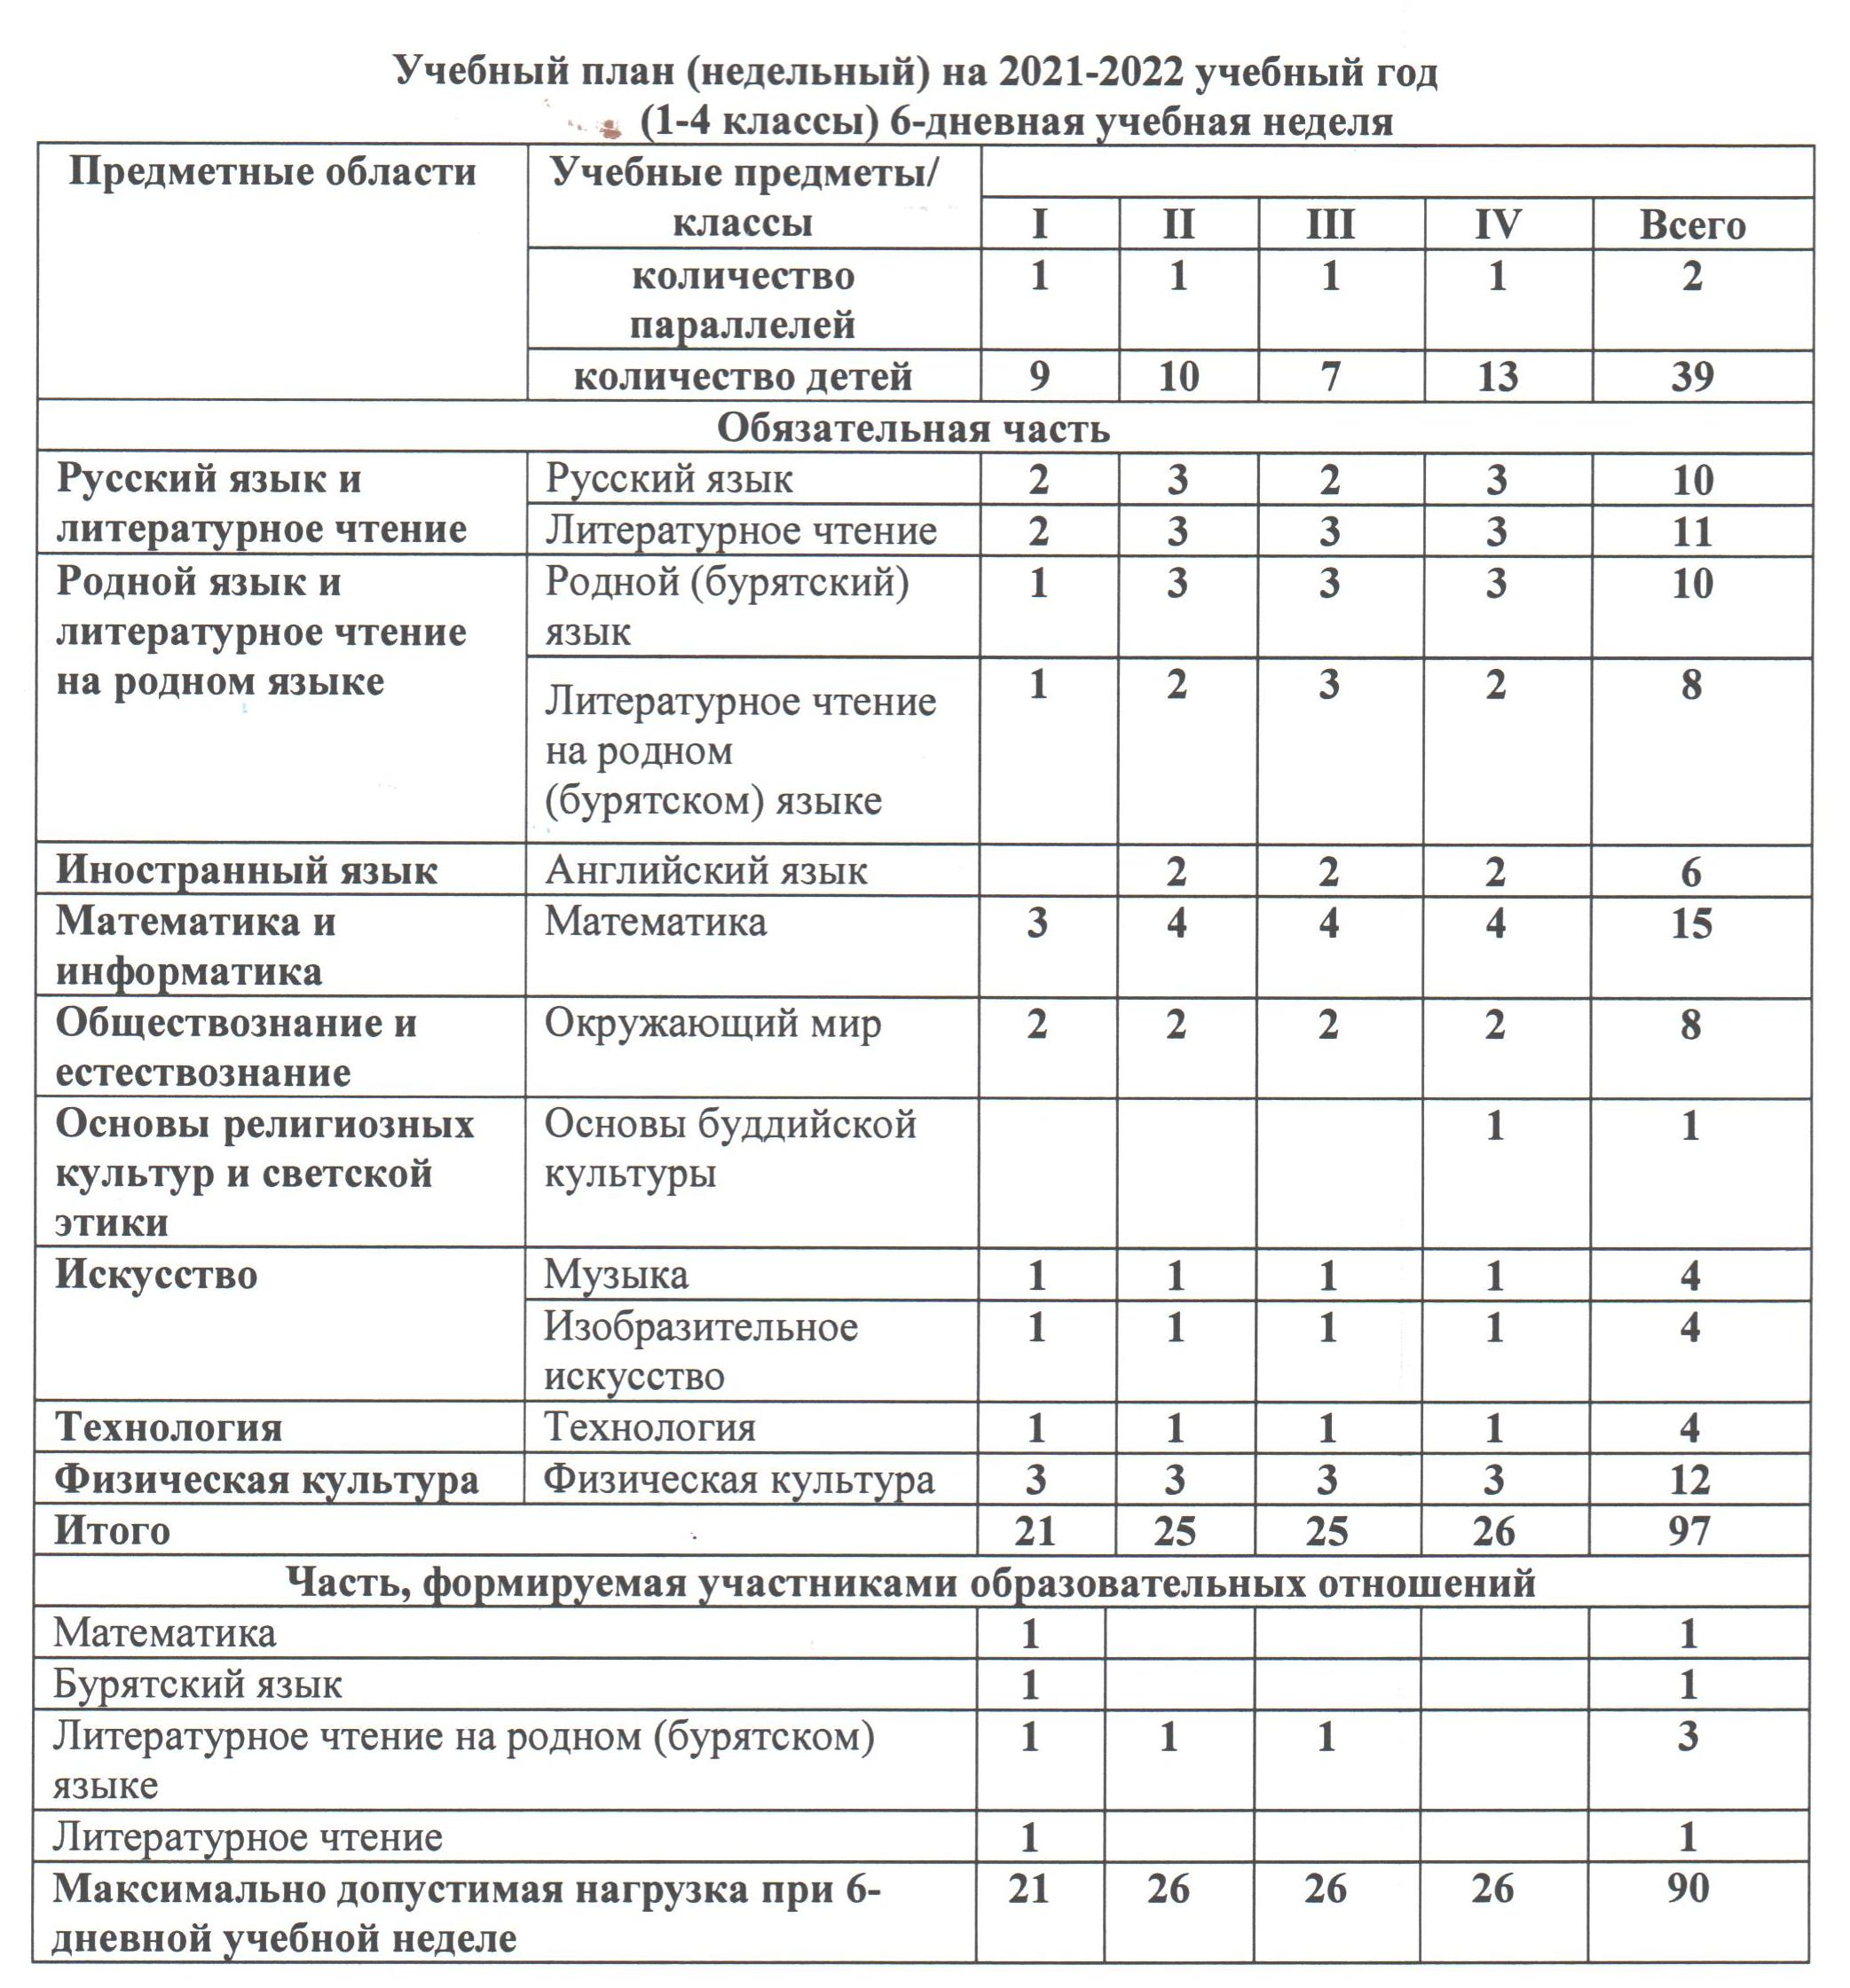 Учебный план (недельный) на 2021-2022 учебный год
(1-4 классы) 6-дневная учебная неделя
Предметные области
Учебные предметы/
классы
I II III IV Всего
количество
параллелей
1 1 1 1 2
количество детей 9 10 7 13 39
Обязательная часть
Русский язык и
литературное чтение
Русский язык 2 3 2 3 10
Литературное чтение 2 3 3 3 11
Родной язык и
литературное чтение
на родном языке
Родной (бурятский)
язык
1 3 3 3 10
Литературное чтение
на родном
(бурятском) языке
1 2 3 2 8
Иностранный язык Английский язык 2 2 2 6
Математика и
информатика
Математика 3 4 4 4 15
Обществознание и
естествознание
Окружающий мир 2 2 2 2 8
Основы религиозных
культур и светской
этики
Основы буддийской
культуры
1 1
Искусство
Музыка 1 1 1 1 4
Изобразительное
искусство
1 1 1 1 4
Технология Технология 1 1 1 1 4
Физическая культура Физическая культура 3 3 3 3 12
Итого 21 25 25 26 97
Часть, формируемая участниками образовательных отношений
Математика 1 1
Бурятский язык 1 1
Литературное чтение на родном (бурятском)
языке
1 1 1 3
Литературное чтение 1 1
Максимально допустимая нагрузка при 6-
дневной учебной неделе
21 26 26 26 90